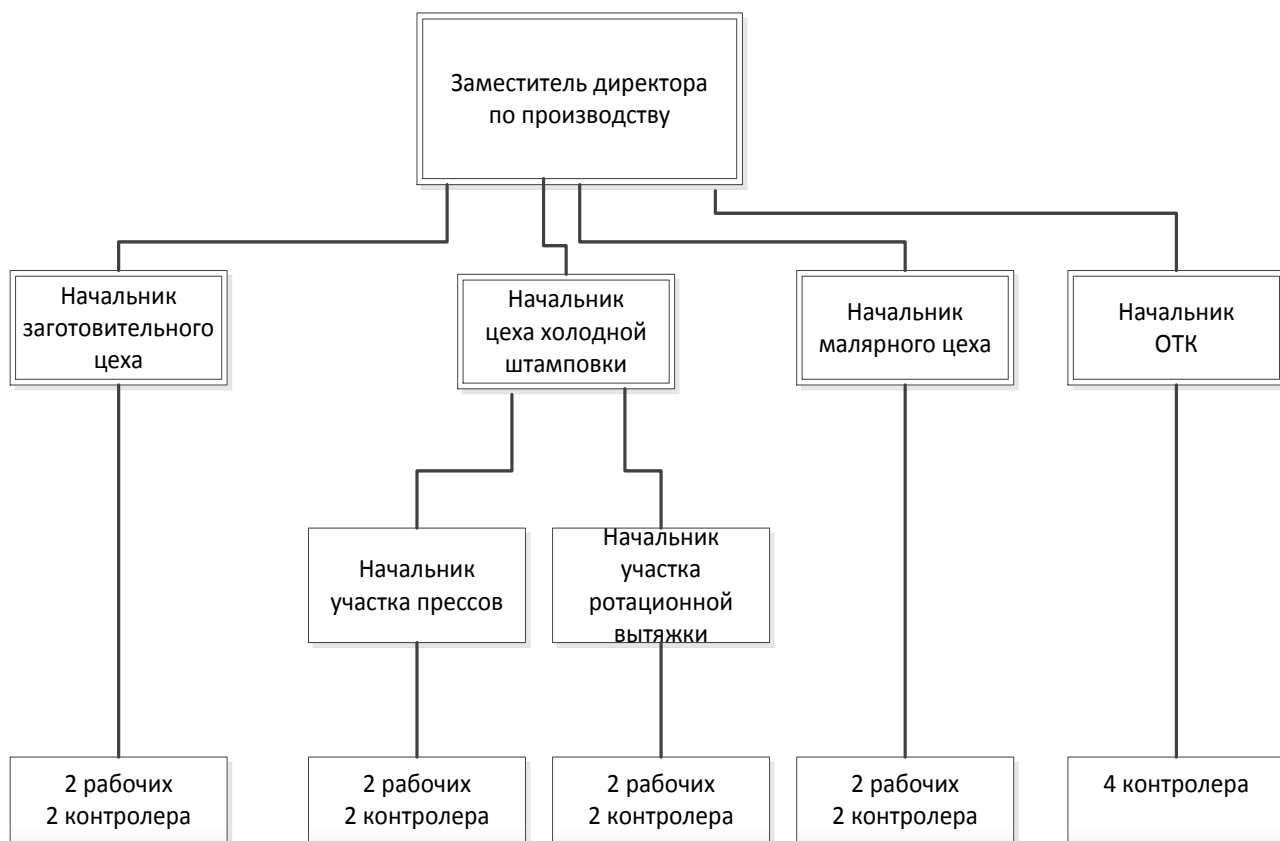 Заместитель директора
по производству
Начальник
заготовительного
цеха
Начальник
цеха холодной
штамповки
Начальник
малярного цеха
Начальник
ОТК
Начальник
участка прессов
Начальник
участка
ротационной
вытяжки
2 рабочих
2 контролера
2 рабочих
2 контролера
2 рабочих
2 контролера
2 рабочих
2 контролера
4 контролера